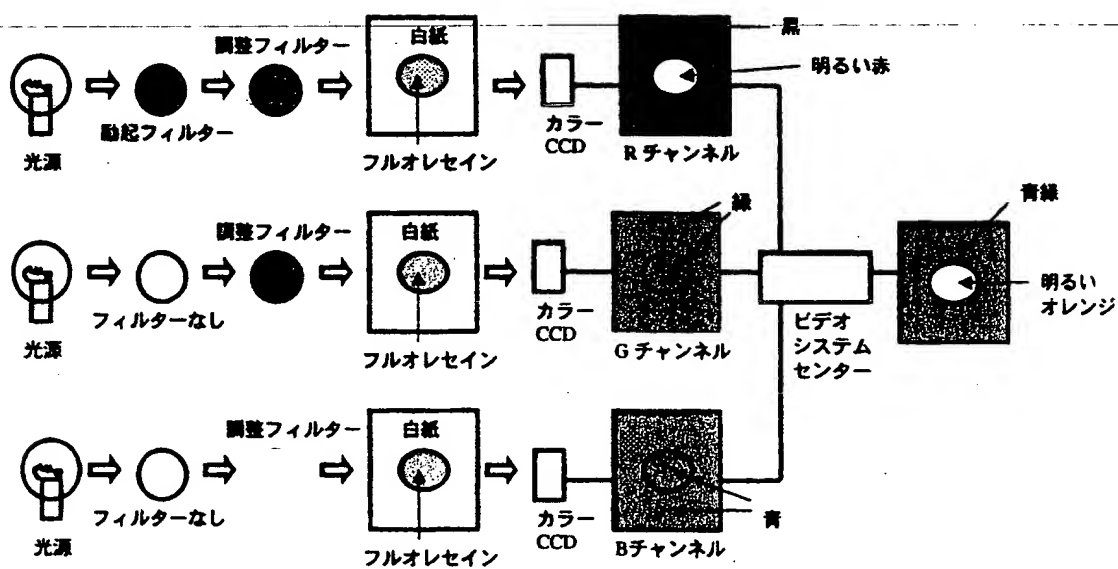 調整フィルター
白紙
黒
明るい赤
励起フィルター
光源
フルオレセイン
カラー
CCD
R チャンネル
調整フィルター
白紙
緑
青緑
フィルターなし
光源
フルオレセイン
カラー
CCD
G チャンネル
ビデオ
システム
センター
明るい
オレンジ
調整フィルター
白紙
フィルターなし
光源
フルオレセイン
カラー
CCD
Bチャンネル
青